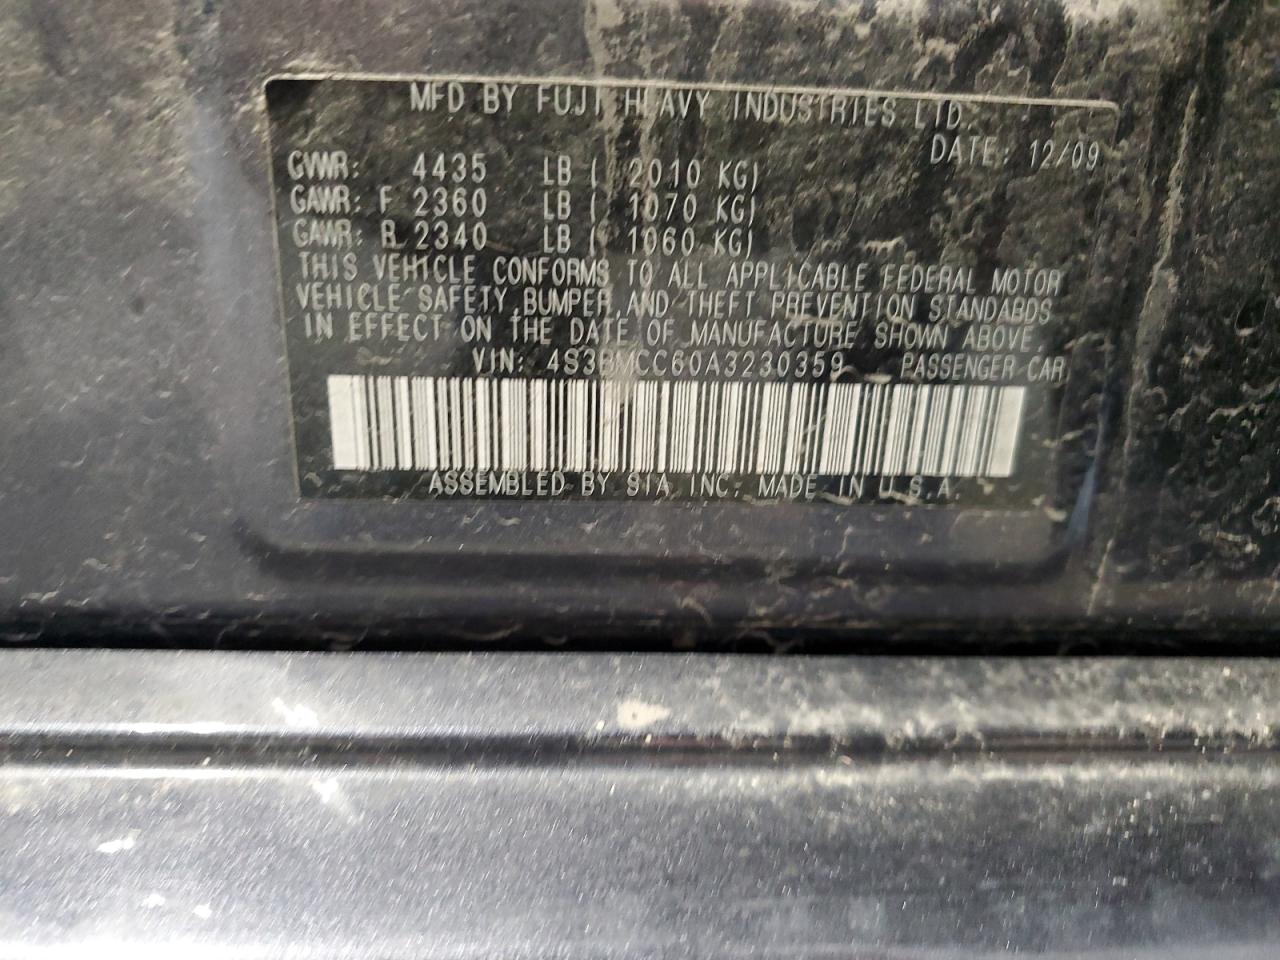 MFD BY FUJI HEAVY INDUSTRIES LTD.
DATE: 12/09
GVWR: 4435 LB ( 2010 KG)
GAWR: F 2360 LB ( 1070 KG)
GAWR: R 2340 LB ( 1060 KG)
THIS VEHICLE CONFORMS TO ALL APPLICABLE FEDERAL MOTOR
VEHICLE SAFETY, BUMPER, AND THEFT PREVENTION STANDARDS
IN EFFECT ON THE DATE OF MANUFACTURE SHOWN ABOVE.
VIN: 4S3BMCC60A3230359 PASSENGER CAR
ASSEMBLED BY SIA, INC. MADE IN U.S.A.